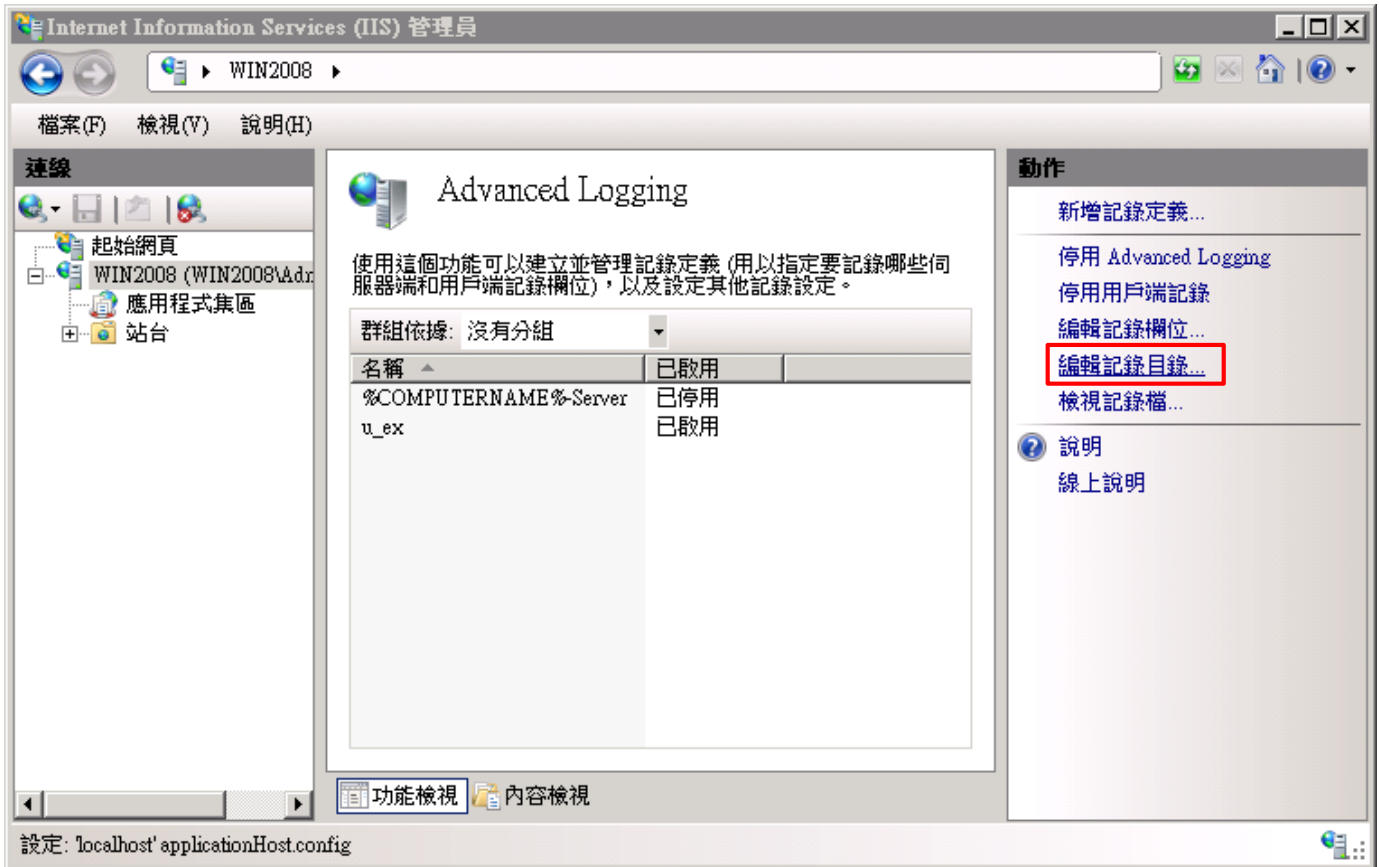 Internet Information Services (IIS) 管理員
WIN2008
檔案(F) 檢視(V) 說明(H)
連線
起始網頁
WIN2008 (WIN2008\Adm
應用程式集區
站台
Advanced Logging
使用這個功能可以建立並管理記錄定義 (用以指定要記錄哪些伺
服器端和用戶端記錄欄位)，以及設定其他記錄設定。
群組依據: 沒有分組
名稱 已啟用
%COMPUTERNAME%-Server 已停用
u_ex 已啟用
功能檢視 內容檢視
動作
新增記錄定義...
停用 Advanced Logging
停用用戶端記錄
編輯記錄欄位...
編輯記錄目錄...
檢視記錄檔...
說明
線上說明
設定: 'localhost' applicationHost.config